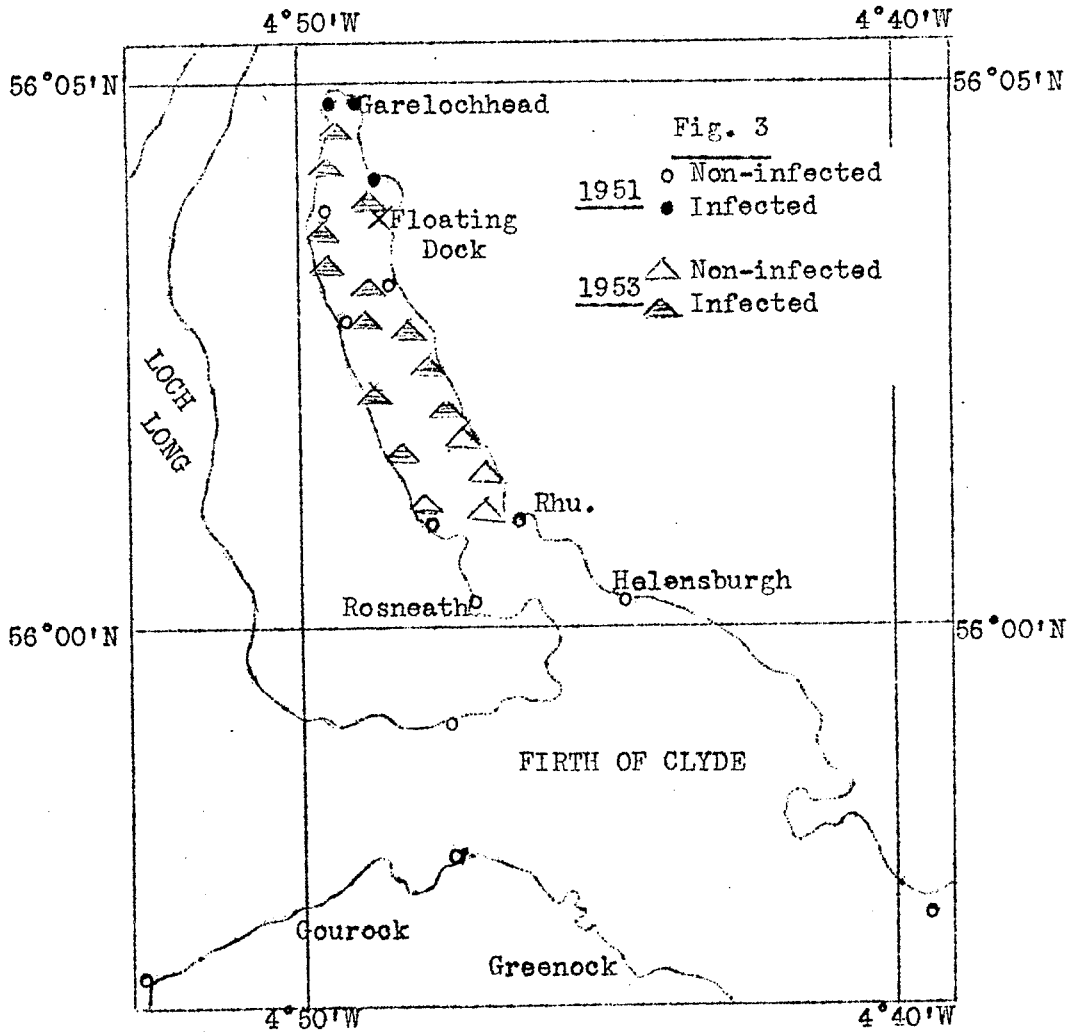 4°50'W 4°40'W
56°05'N 56°05'N
Garelochhead
Fig. 3
1951 Non-infected
Infected
Floating
Dock
1953 Non-infected
Infected
LOCH
LONG
Rhu.
Helensburgh
Rosneath
56°00'N 56°00'N
FIRTH OF CLYDE
Gourock
Greenock
4°50'W 4°40'W